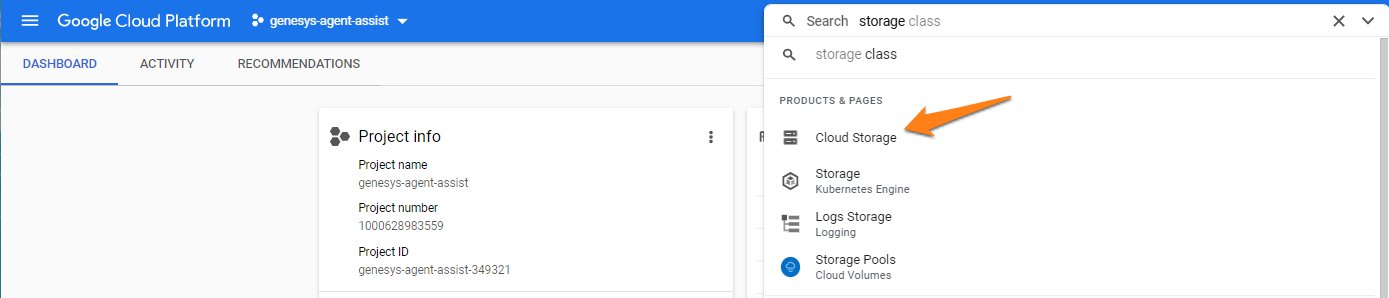 Google Cloud Platform
genesys-agent-assist
Search storage class
DASHBOARD
ACTIVITY
RECOMMENDATIONS
storage class
PRODUCTS & PAGES
Project info
Project name
genesys-agent-assist
Project number
1000628983559
Project ID
genesys-agent-assist-349321
Cloud Storage
Storage
Kubernetes Engine
Logs Storage
Logging
Storage Pools
Cloud Volumes